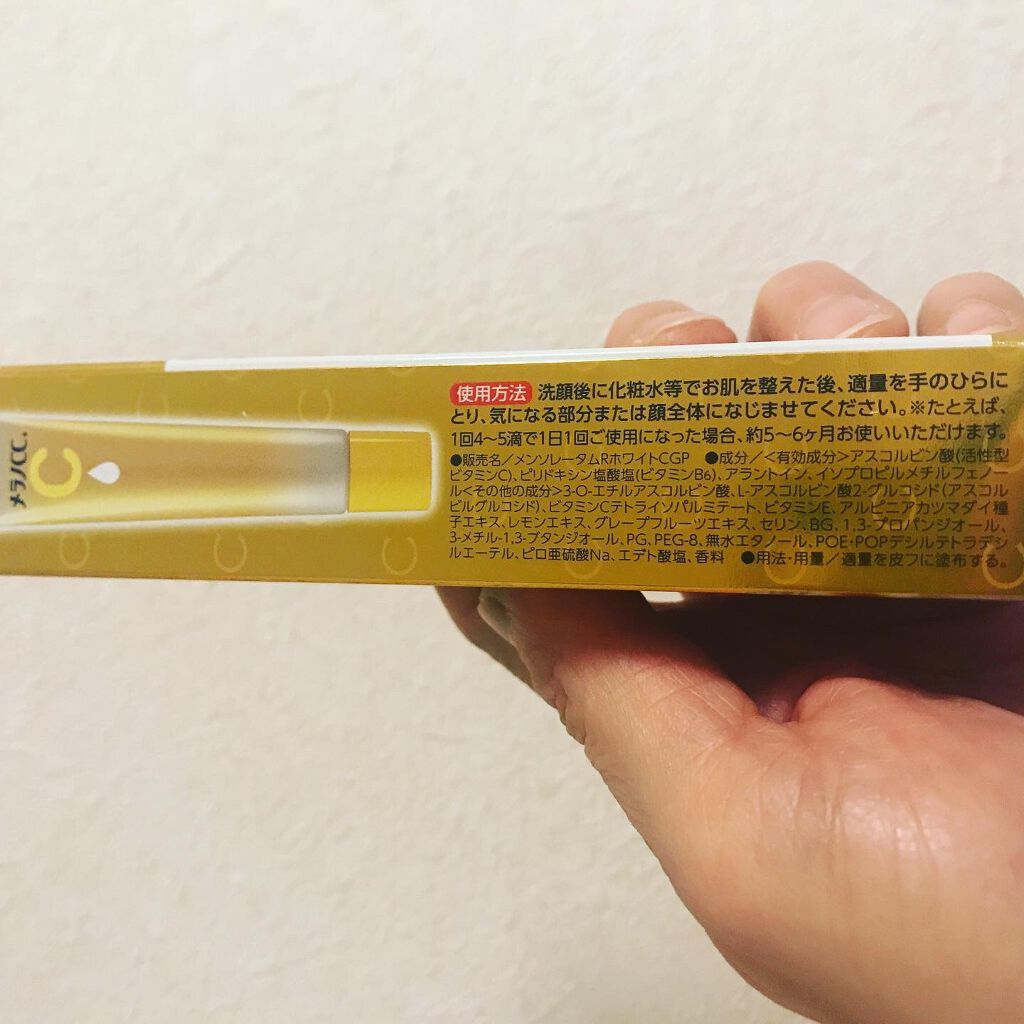 メラノCC.
C
使用方法 洗顔後に化粧水等でお肌を整えた後、適量を手のひらに
とり、気になる部分または顔全体になじませてください。※たとえば、
1回4～5滴で1日1回ご使用になった場合、約5～6ヶ月お使いいただけます。
●販売名／メンソレータムRホワイトCGP ●成分／<有効成分>アスコルビン酸(活性型
ビタミンC)、ピリドキシン塩酸塩(ビタミンB6)、アラントイン、イソプロピルメチルフェノ
ール<その他の成分>3-O-エチルアスコルビン酸、L-アスコルビン酸2-グルコシド(アスコル
ビルグルコシド)、ビタミンCテトライソパルミテート、ビタミンE、アルピニアカツマダイ種
子エキス、レモンエキス、グレープフルーツエキス、セリン、BG、1,3-プロパンジオール、
3-メチル-1,3-ブタンジオール、PG、PEG-8、無水エタノール、POE・POPデシルテトラデシ
ルエーテル、ピロ亜硫酸Na、エデト酸塩、香料 ●用法・用量／適量を皮フに塗布する。